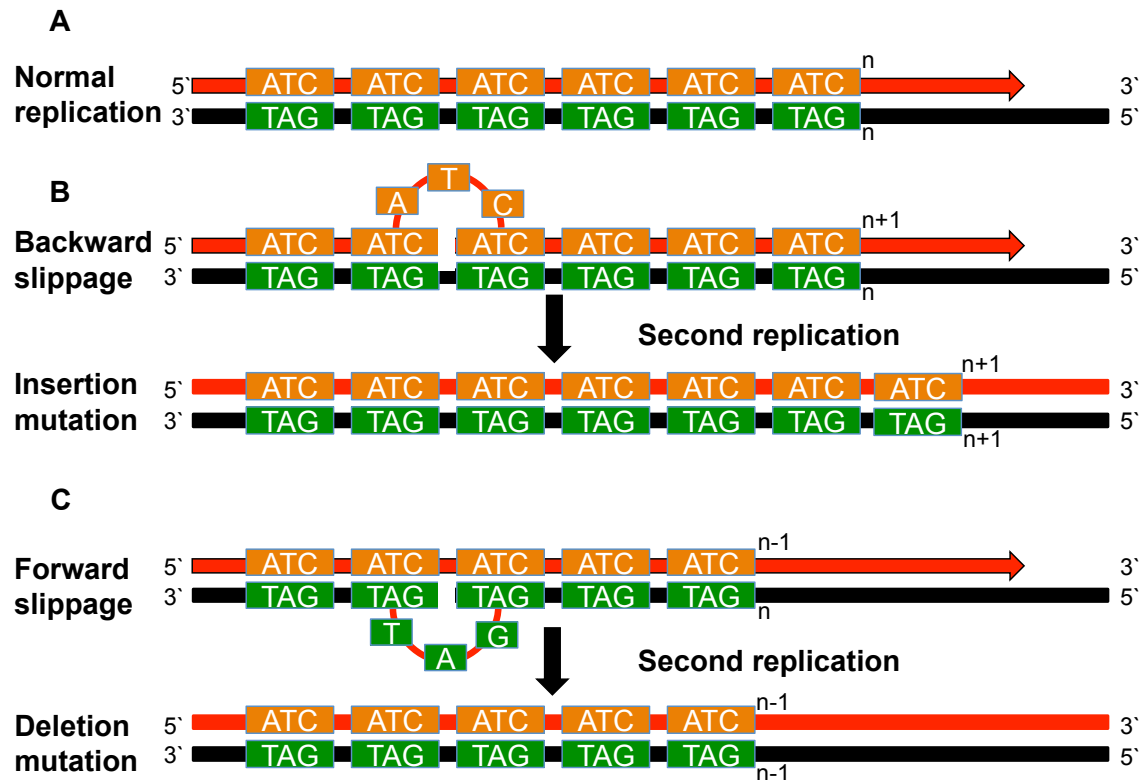 A
Normal replication
n
5` ATC ATC ATC ATC ATC ATC 3`
3` TAG TAG TAG TAG TAG TAG 5`
n
B
A T C
Backward slippage
n+1
5` ATC ATC ATC ATC ATC ATC 3`
3` TAG TAG TAG TAG TAG TAG 5`
n
Second replication
Insertion mutation
n+1
5` ATC ATC ATC ATC ATC ATC ATC 3`
3` TAG TAG TAG TAG TAG TAG TAG 5`
n+1
C
Forward slippage
n-1
5` ATC ATC ATC ATC ATC 3`
3` TAG TAG TAG TAG TAG 5`
n
T A G
Second replication
Deletion mutation
n-1
5` ATC ATC ATC ATC ATC 3`
3` TAG TAG TAG TAG TAG 5`
n-1